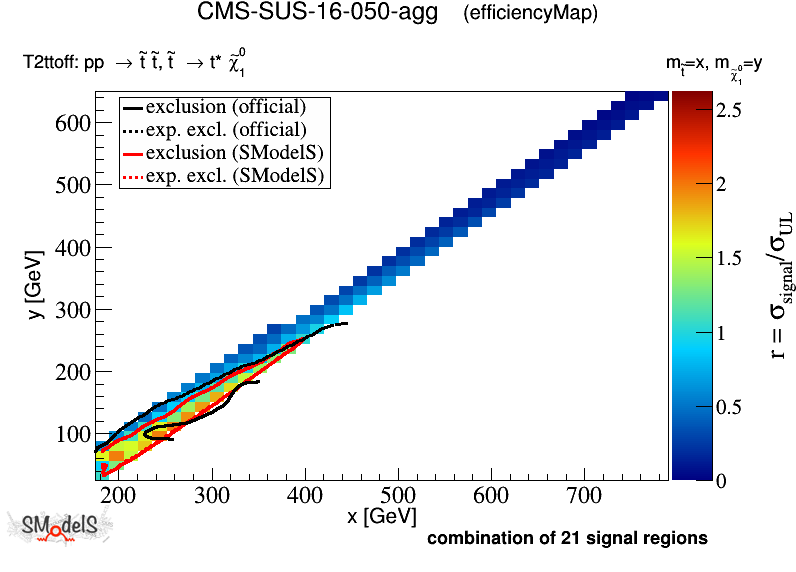 CMS-SUS-16-050-agg (efficiencyMap)
T2ttoff: pp → t̃ t̃, t̃ → t* χ̃₁⁰
m_t̃=x, m_χ̃₁⁰=y
exclusion (official)
exp. excl. (official)
exclusion (SModelS)
exp. excl. (SModelS)
600
500
400
300
200
100
y [GeV]
200 300 400 500 600 700
x [GeV]
2.5
2
1.5
1
0.5
0
r = σ_signal/σ_UL
SModelS
combination of 21 signal regions